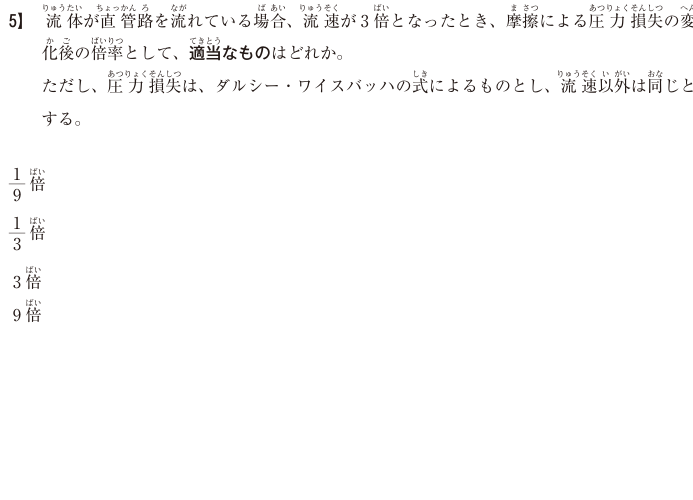 5】 流体が直管路を流れている場合、流速が3倍となったとき、摩擦による圧力損失の変
化後の倍率として、適当なものはどれか。
ただし、圧力損失は、ダルシー・ワイスバッハの式によるものとし、流速以外は同じと
する。
1/9 倍
1/3 倍
3倍
9倍